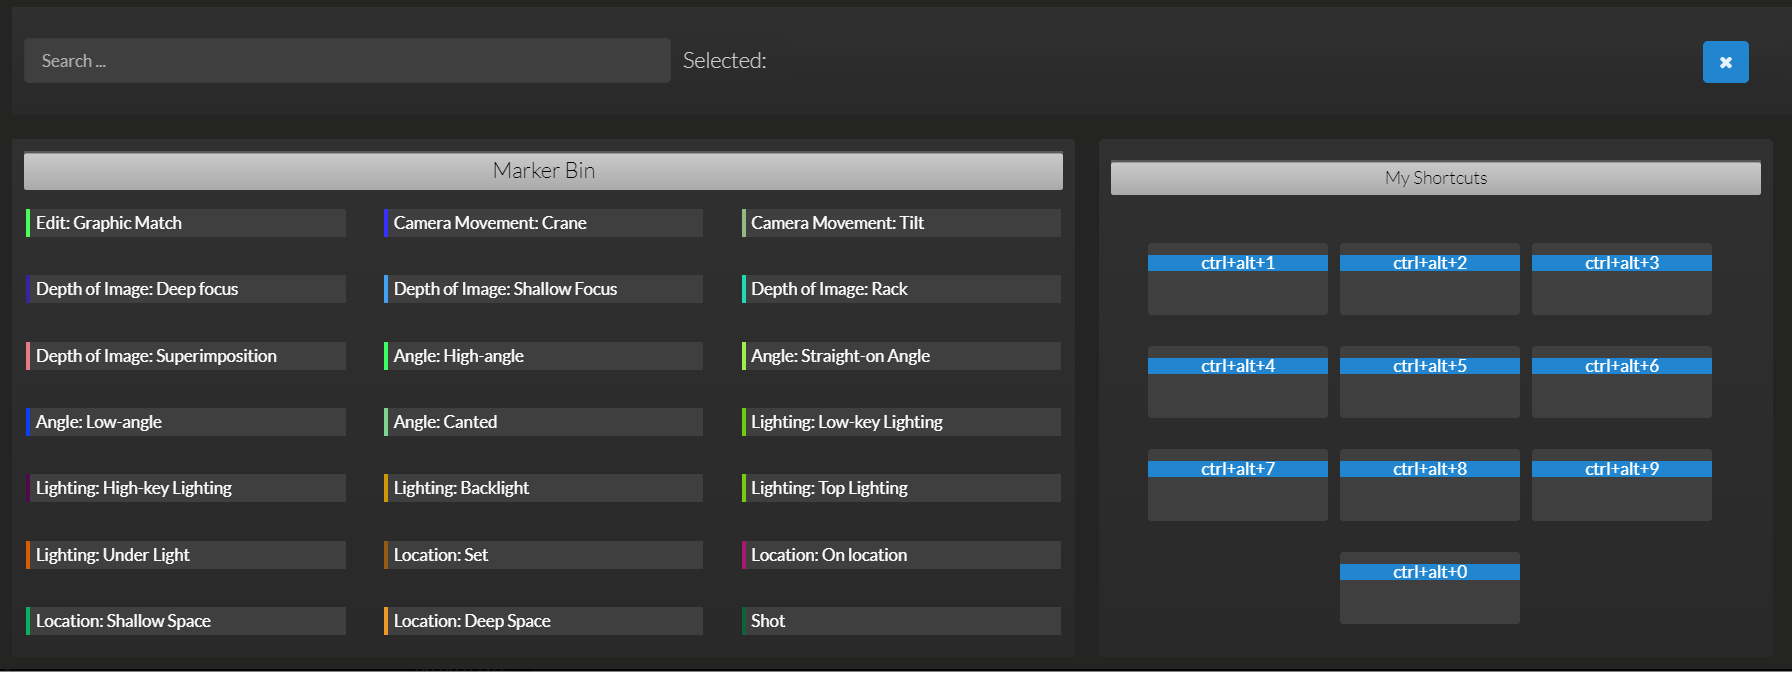 Search ...
Selected:
Marker Bin
My Shortcuts
Edit: Graphic Match
Camera Movement: Crane
Camera Movement: Tilt
Depth of Image: Deep focus
Depth of Image: Shallow Focus
Depth of Image: Rack
Depth of Image: Superimposition
Angle: High-angle
Angle: Straight-on Angle
Angle: Low-angle
Angle: Canted
Lighting: Low-key Lighting
Lighting: High-key Lighting
Lighting: Backlight
Lighting: Top Lighting
Lighting: Under Light
Location: Set
Location: On location
Location: Shallow Space
Location: Deep Space
Shot
ctrl+alt+1
ctrl+alt+2
ctrl+alt+3
ctrl+alt+4
ctrl+alt+5
ctrl+alt+6
ctrl+alt+7
ctrl+alt+8
ctrl+alt+9
ctrl+alt+0